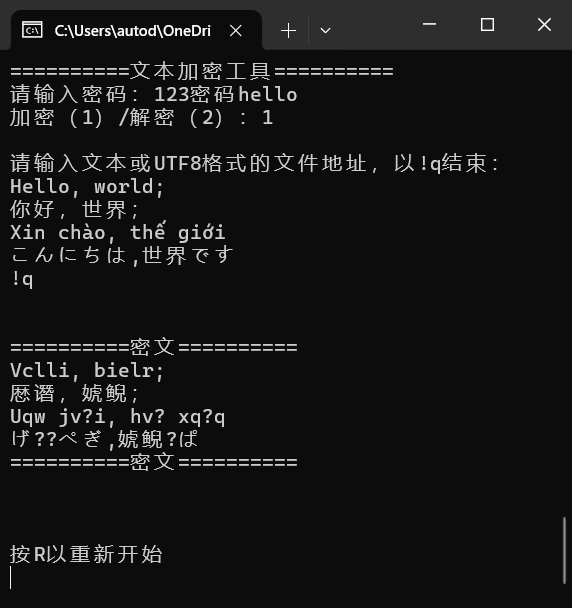 C:\Users\autod\OneDri
==========文本加密工具==========
请输入密码：123密码hello
加密（1）/解密（2）：1
请输入文本或UTF8格式的文件地址，以!q结束：
Hello, world;
你好，世界；
Xin chào, thế giới
こんにちは,世界です
!q
==========密文==========
Vclli, bielr;
愿谮，婋鲵；
Uqw jv?i, hv? xq?q
げ??ぺぎ,婋鲵?ぱ
==========密文==========
按R以重新开始